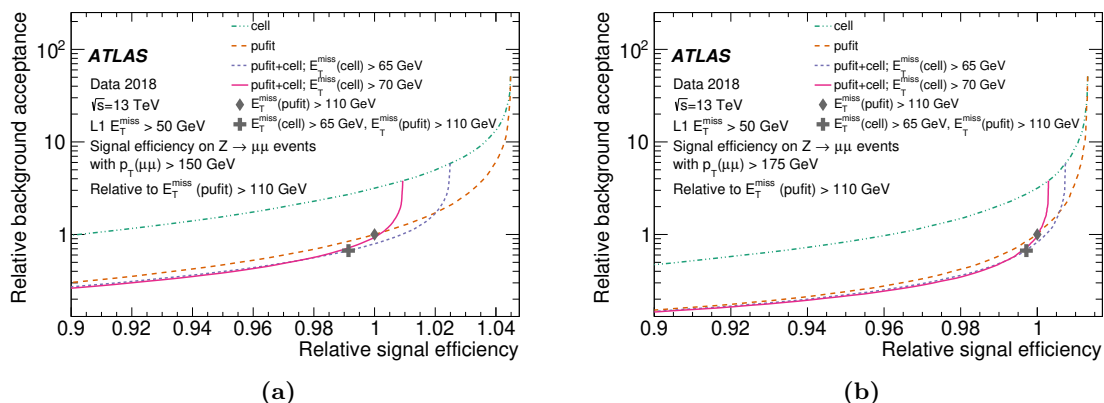 Relative background acceptance
10²
10
1
ATLAS
Data 2018
√s=13 TeV
L1 E_T^miss > 50 GeV
Signal efficiency on Z → μμ events
with p_T(μμ) > 150 GeV
Relative to E_T^miss (pufit) > 110 GeV
cell
pufit
pufit+cell; E_T^miss(cell) > 65 GeV
pufit+cell; E_T^miss(cell) > 70 GeV
E_T^miss(pufit) > 110 GeV
E_T^miss(cell) > 65 GeV, E_T^miss(pufit) > 110 GeV
0.9 0.92 0.94 0.96 0.98 1 1.02 1.04
Relative signal efficiency
(a)
Relative background acceptance
10²
10
1
ATLAS
Data 2018
√s=13 TeV
L1 E_T^miss > 50 GeV
Signal efficiency on Z → μμ events
with p_T(μμ) > 175 GeV
Relative to E_T^miss (pufit) > 110 GeV
cell
pufit
pufit+cell; E_T^miss(cell) > 65 GeV
pufit+cell; E_T^miss(cell) > 70 GeV
E_T^miss(pufit) > 110 GeV
E_T^miss(cell) > 65 GeV, E_T^miss(pufit) > 110 GeV
0.9 0.92 0.94 0.96 0.98 1
Relative signal efficiency
(b)